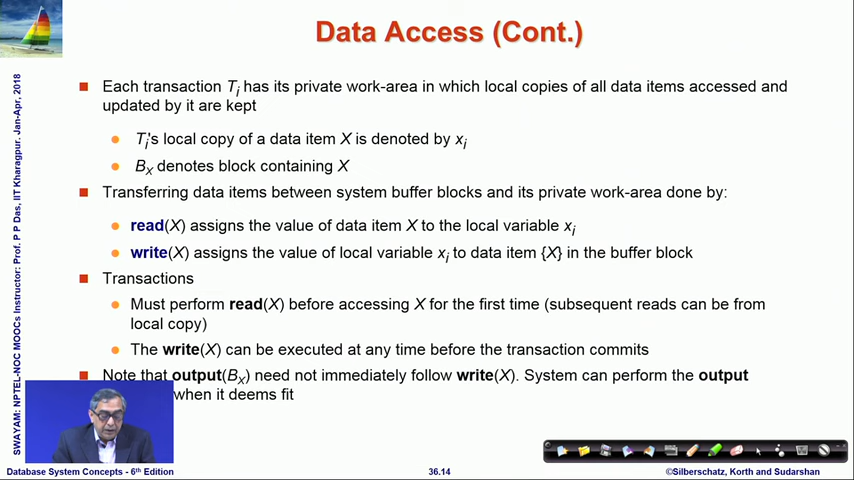 Data Access (Cont.)
Each transaction Ti has its private work-area in which local copies of all data items accessed and
updated by it are kept
Ti's local copy of a data item X is denoted by xi
BX denotes block containing X
Transferring data items between system buffer blocks and its private work-area done by:
read(X) assigns the value of data item X to the local variable xi
write(X) assigns the value of local variable xi to data item {X} in the buffer block
Transactions
Must perform read(X) before accessing X for the first time (subsequent reads can be from
local copy)
The write(X) can be executed at any time before the transaction commits
Note that output(BX) need not immediately follow write(X). System can perform the output
when it deems fit
SWAYAM: NPTEL-NOC MOOCs Instructor: Prof. P P Das, IIT Kharagpur. Jan-Apr, 2018
Database System Concepts - 6th Edition
36.14
©Silberschatz, Korth and Sudarshan